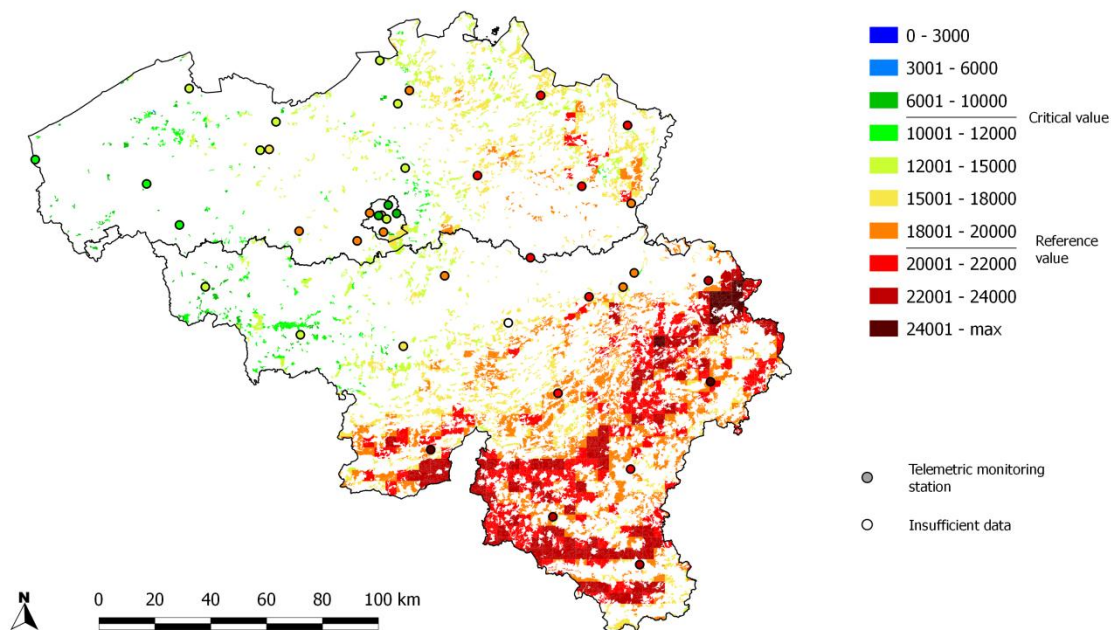 0 - 3000
3001 - 6000
6001 - 10000
Critical value
10001 - 12000
12001 - 15000
15001 - 18000
18001 - 20000
Reference
value
20001 - 22000
22001 - 24000
24001 - max
Telemetric monitoring
station
Insufficient data
N
0 20 40 60 80 100 km